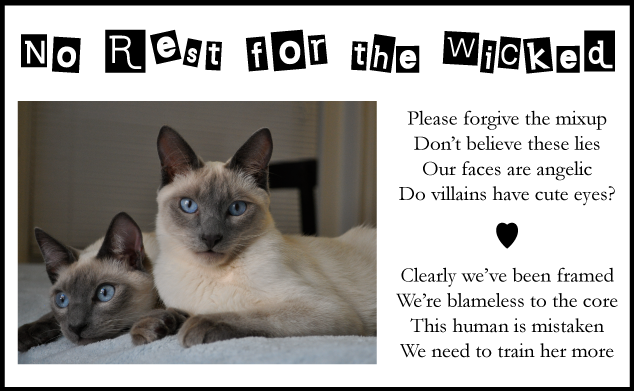 No Rest for the Wicked
Please forgive the mixup
Don't believe these lies
Our faces are angelic
Do villains have cute eyes?
Clearly we've been framed
We're blameless to the core
This human is mistaken
We need to train her more